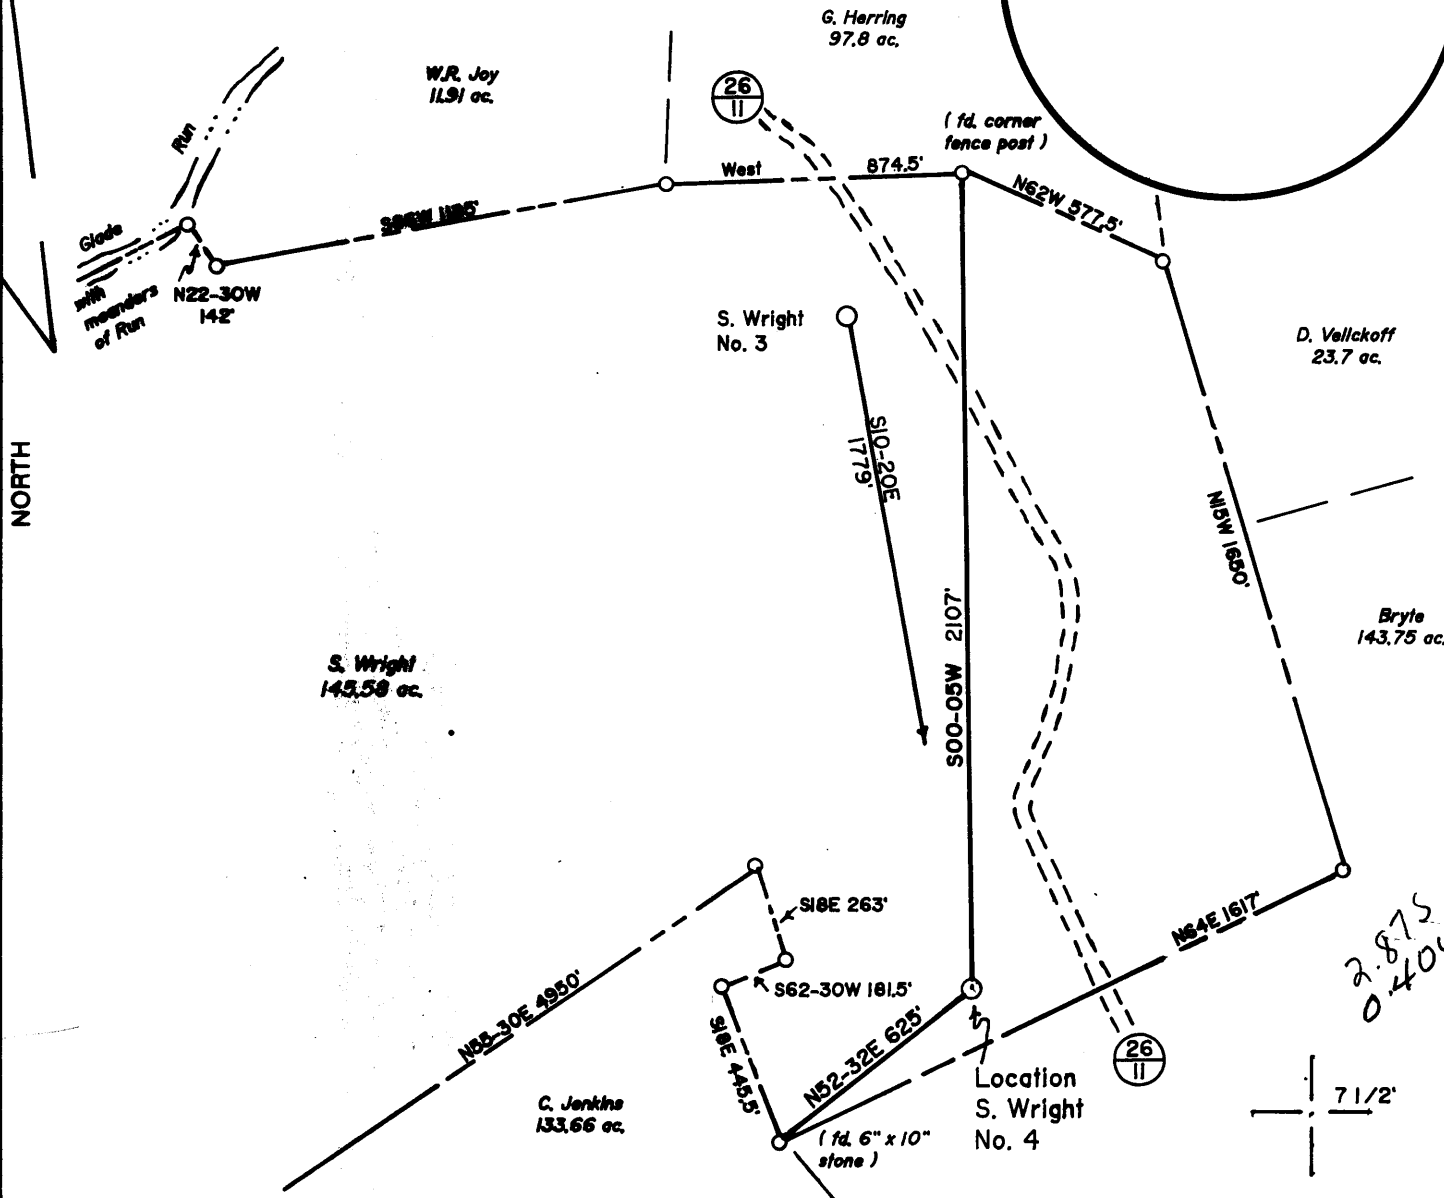 G. Herring
97.8 ac.
W.R. Joy
11.91 ac.
26
11
( fd. corner
fence post )
Run
West
874.5'
N62W 577.5'
Glade
with
meanders
of Run
N22-30W
142'
S. Wright
No. 3
D. Velickoff
23.7 ac.
S10-20E
1779'
NORTH
N15W 1650'
S00-05W 2107'
Bryte
143.75 ac.
S. Wright
145.58 ac.
S18E 263'
S62-30W 181.5'
N55-30E 4950'
S18E 445.5'
N52-32E 625'
N64E 1617'
2.875
26
11
Location
S. Wright
No. 4
C. Jenkins
133.66 ac.
( fd. 6" x 10"
stone )
7 1/2'